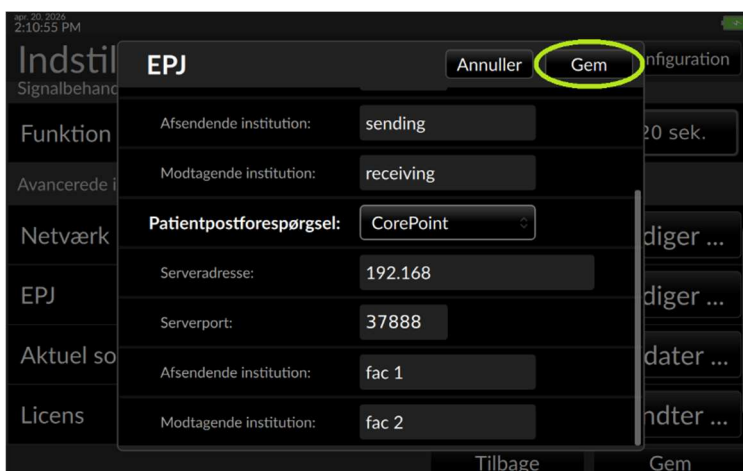 apr. 20, 2026
2:10:55 PM
Indstil
nfiguration
Signalbehand
EPJ
Annuller
Gem
Afsendende institution:
sending
Funktion
20 sek.
Modtagende institution:
receiving
Avancerede i
Patientpostforespørgsel:
CorePoint
Netværk
diger ...
Serveradresse:
192.168
EPJ
diger ...
Serverport:
37888
Aktuel so
dater ...
Afsendende institution:
fac 1
Licens
ndter ...
Modtagende institution:
fac 2
Tilbage
Gem